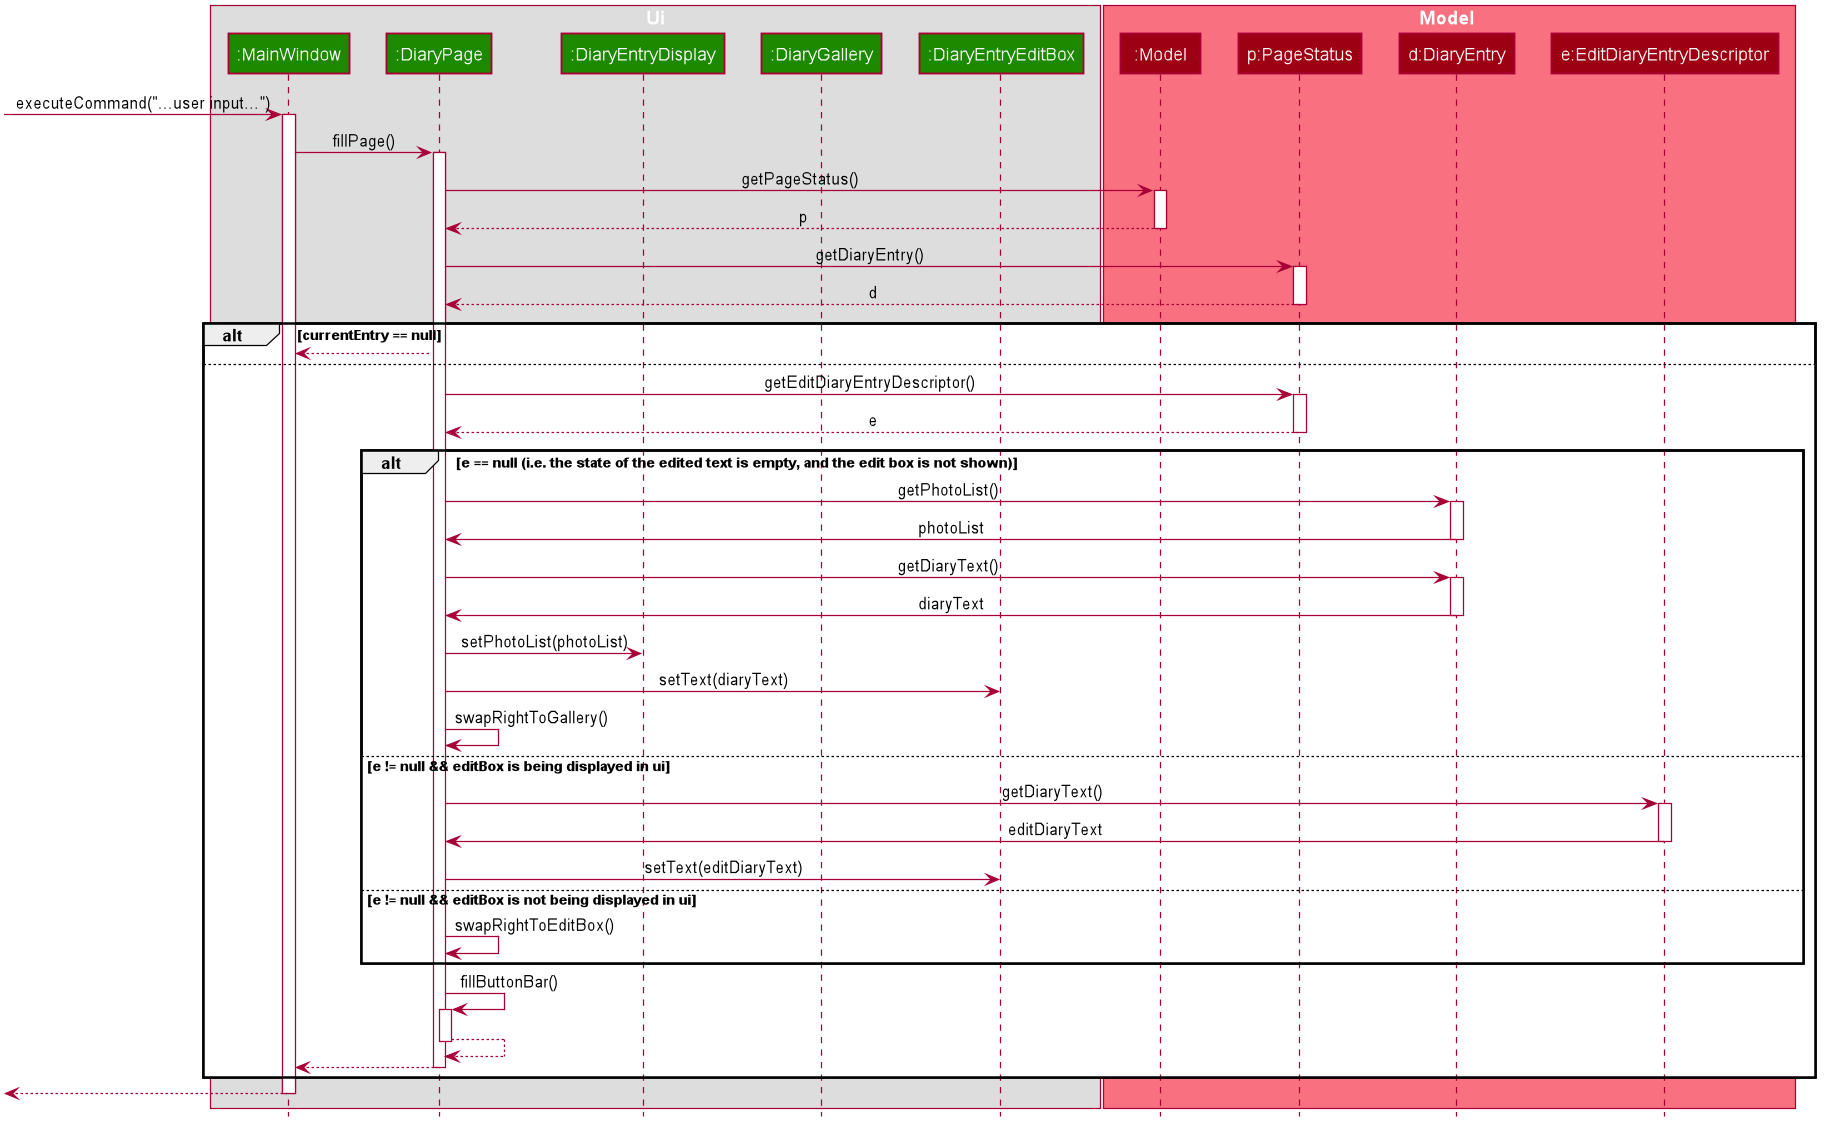 Ui
Model
:MainWindow
:DiaryPage
:DiaryEntryDisplay
:DiaryGallery
:DiaryEntryEditBox
:Model
p:PageStatus
d:DiaryEntry
e:EditDiaryEntryDescriptor
executeCommand("...user input...")
fillPage()
getPageStatus()
p
getDiaryEntry()
d
alt
[currentEntry == null]
getEditDiaryEntryDescriptor()
e
alt
[e == null (i.e. the state of the edited text is empty, and the edit box is not shown)]
getPhotoList()
photoList
getDiaryText()
diaryText
setPhotoList(photoList)
setText(diaryText)
swapRightToGallery()
[e != null && editBox is being displayed in ui]
getDiaryText()
editDiaryText
setText(editDiaryText)
[e != null && editBox is not being displayed in ui]
swapRightToEditBox()
fillButtonBar()